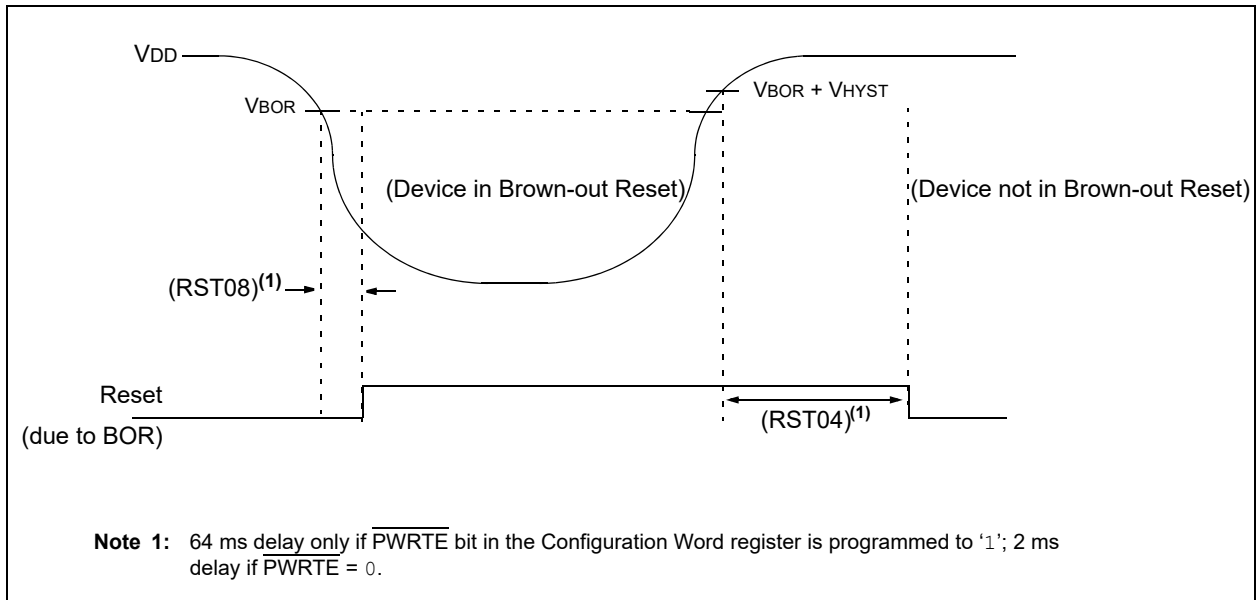 VDD
VBOR
VBOR + VHYST
(Device in Brown-out Reset)
(Device not in Brown-out Reset)
(RST08)(1)
Reset
(due to BOR)
(RST04)(1)
Note 1: 64 ms delay only if PWRTE bit in the Configuration Word register is programmed to ‘1’; 2 ms
delay if PWRTE = 0.